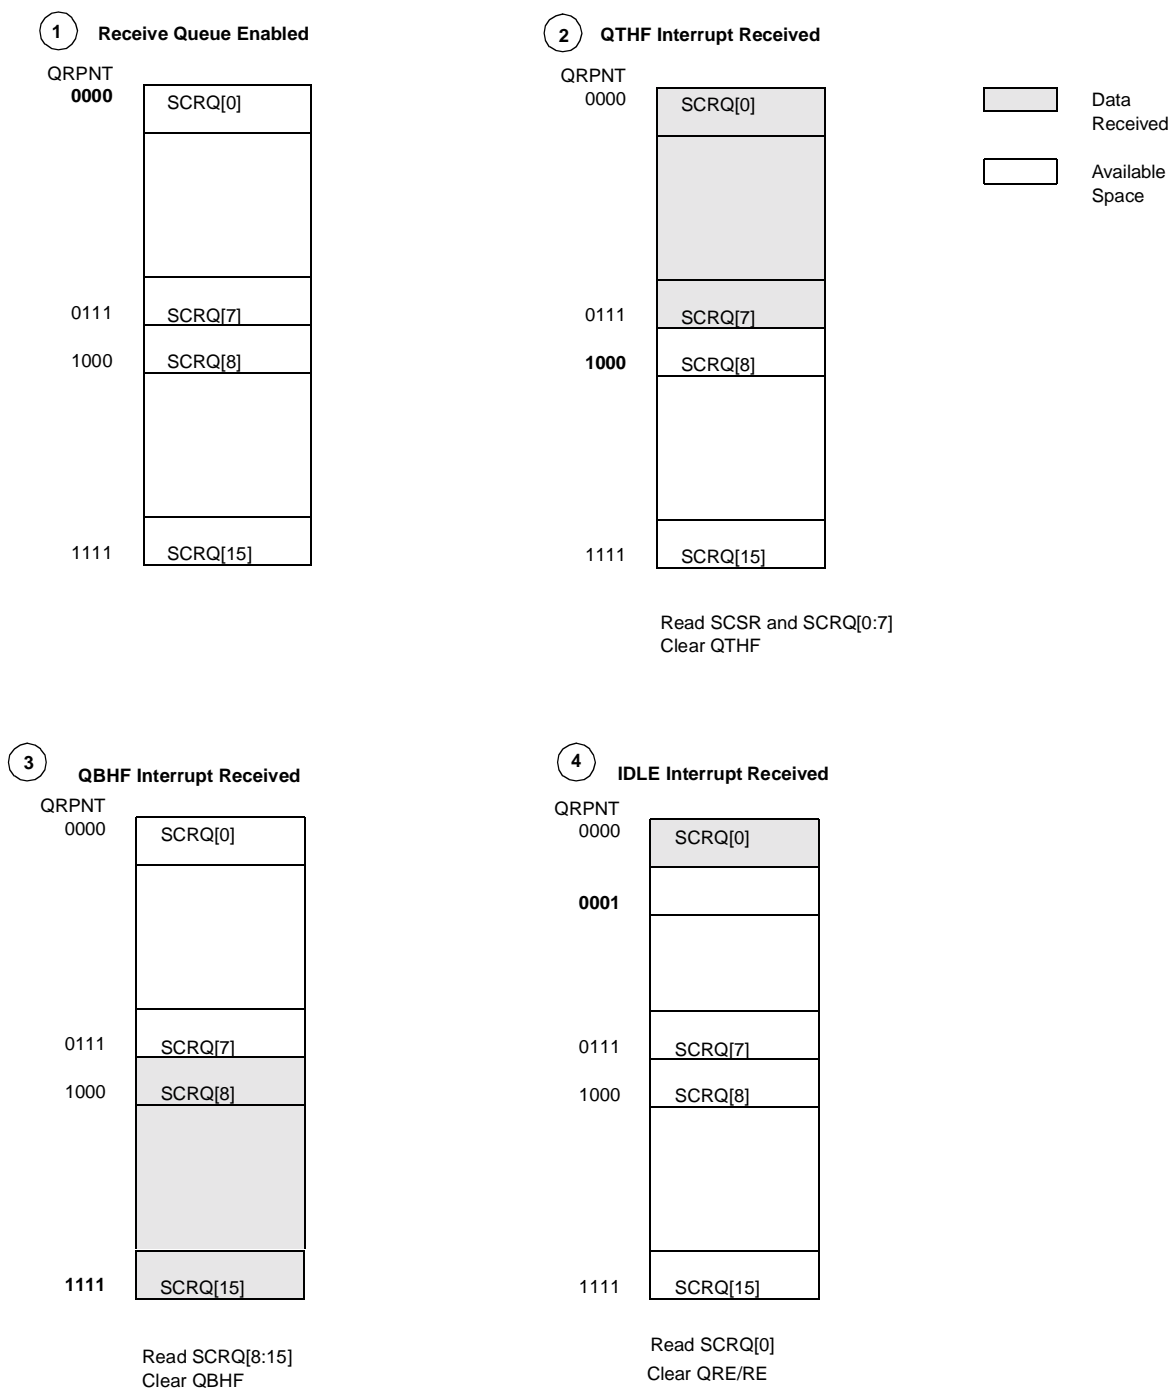 1 Receive Queue Enabled
QRPNT
0000 SCRQ[0]
0111 SCRQ[7]
1000 SCRQ[8]
1111 SCRQ[15]
2 QTHF Interrupt Received
QRPNT
0000 SCRQ[0]
0111 SCRQ[7]
1000 SCRQ[8]
1111 SCRQ[15]
Read SCSR and SCRQ[0:7]
Clear QTHF
Data
Received
Available
Space
3 QBHF Interrupt Received
QRPNT
0000 SCRQ[0]
0111 SCRQ[7]
1000 SCRQ[8]
1111 SCRQ[15]
Read SCRQ[8:15]
Clear QBHF
4 IDLE Interrupt Received
QRPNT
0000 SCRQ[0]
0001
0111 SCRQ[7]
1000 SCRQ[8]
1111 SCRQ[15]
Read SCRQ[0]
Clear QRE/RE